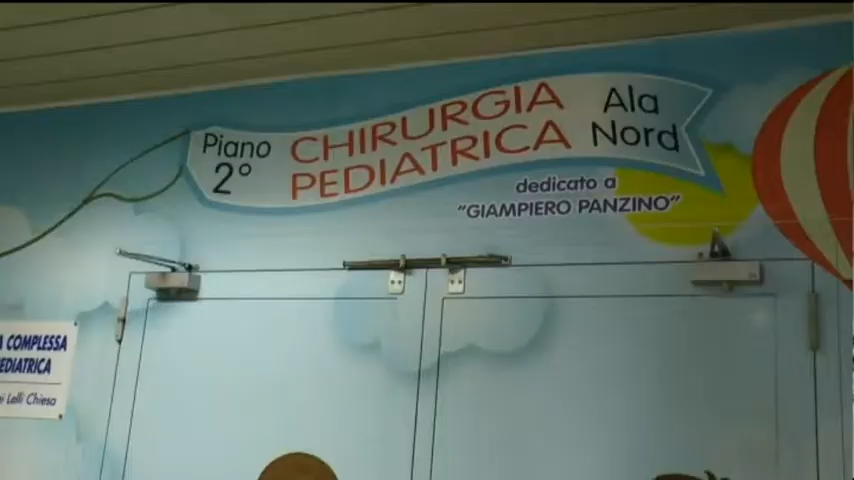 Piano 2°
CHIRURGIA
PEDIATRICA
Ala
Nord
dedicato a
"GIAMPIERO PANZINO"
A COMPLESSA
EDIATRICA
Lelli Chiesa